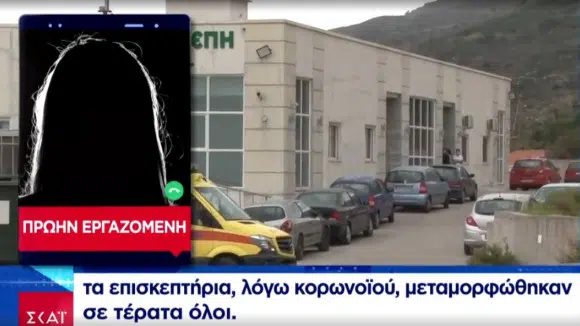 ΕΠΗ
ΠΡΩΗΝ ΕΡΓΑΖΟΜΕΝΗ
τα επισκεπτήρια, λόγω κορωνοϊού, μεταμορφώθηκαν
σε τέρατα όλοι.
ΣΚΑΪ